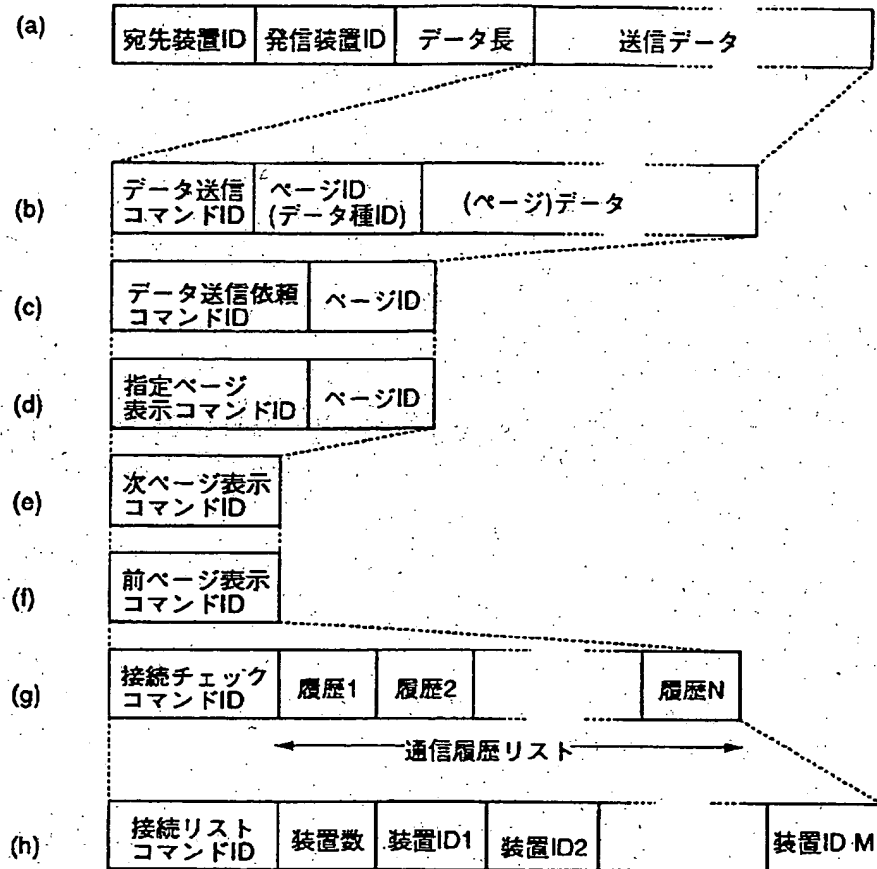 (a)
宛先装置ID 発信装置ID データ長 送信データ
(b)
データ送信
コマンドID
ページID
(データ種ID)
(ページ)データ
(c)
データ送信依頼
コマンドID
ページID
(d)
指定ページ
表示コマンドID
ページID
(e)
次ページ表示
コマンドID
(f)
前ページ表示
コマンドID
(g)
接続チェック
コマンドID
履歴1 履歴2 履歴N
通信履歴リスト
(h)
接続リスト
コマンドID
装置数 装置ID1 装置ID2 装置ID M